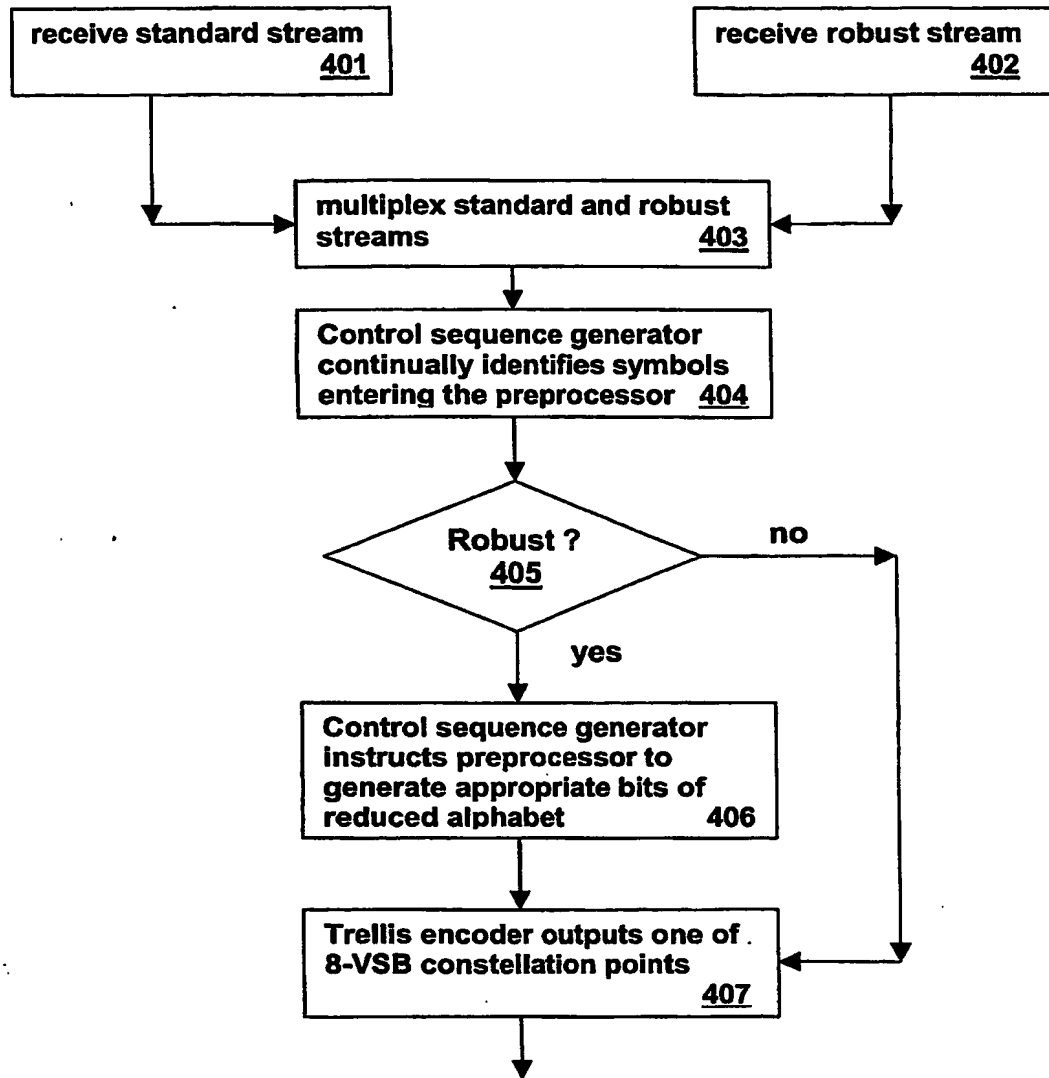 receive standard stream
401
receive robust stream
402
multiplex standard and robust
streams 403
Control sequence generator
continually identifies symbols
entering the preprocessor 404
Robust ?
405
no
yes
Control sequence generator
instructs preprocessor to
generate appropriate bits of
reduced alphabet 406
Trellis encoder outputs one of
8-VSB constellation points
407